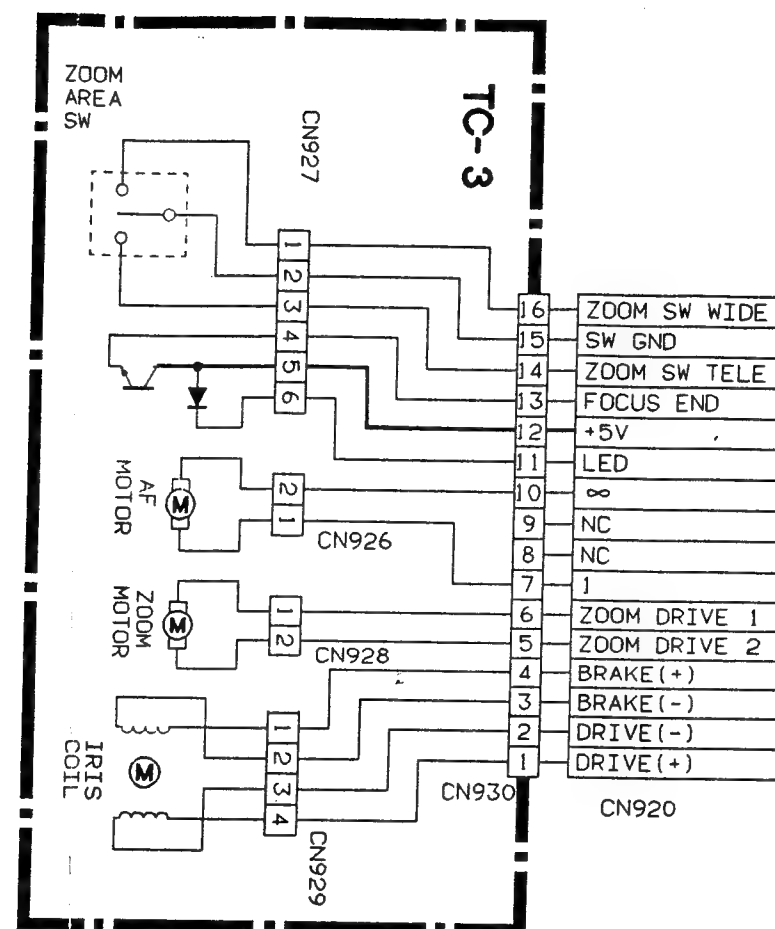 ZOOM
AREA
SW
CN927
TC-3
1
2
3
4
5
6
16 ZOOM SW WIDE
15 SW GND
14 ZOOM SW TELE
13 FOCUS END
12 +5V
11 LED
10 ∞
9 NC
8 NC
7 1
6 ZOOM DRIVE 1
5 ZOOM DRIVE 2
4 BRAKE(+)
3 BRAKE(-)
2 DRIVE(-)
1 DRIVE(+)
AF
MOTOR
M
2
1
CN926
ZOOM
MOTOR
M
1
2
CN928
IRIS
COIL
M
1
2
3
4
CN929
CN930
CN920